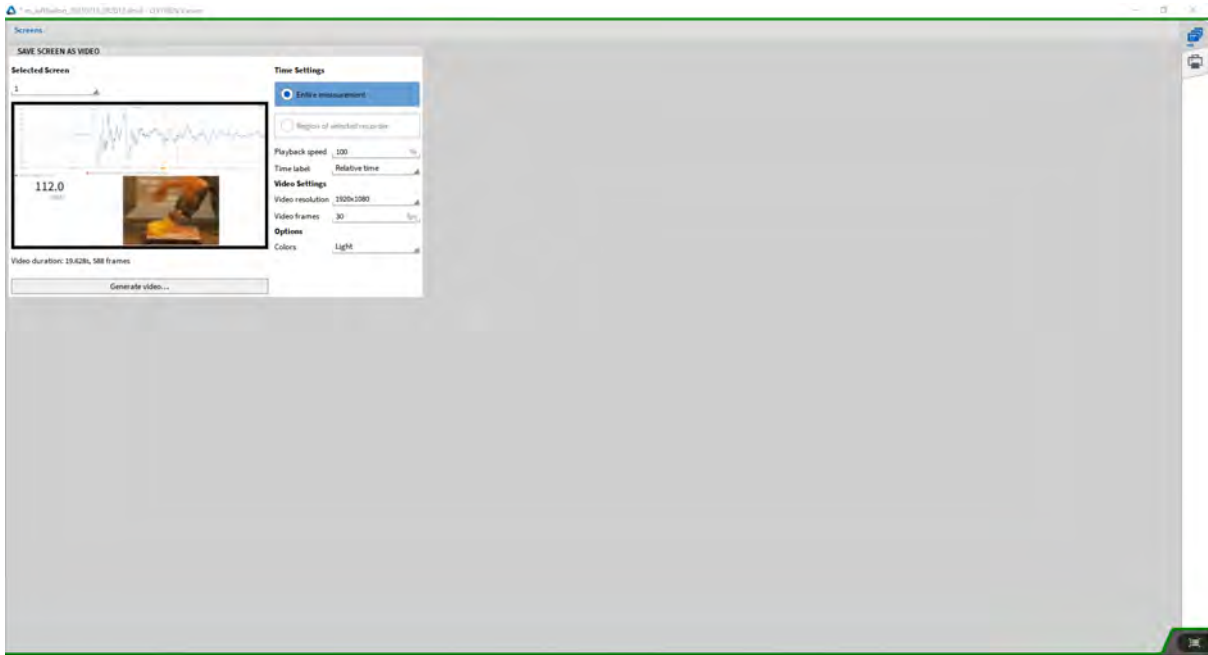 Screens
SAVE SCREEN AS VIDEO
Selected Screen
1
112.0
Video duration: 19.628s, 588 frames
Generate video...
Time Settings
Entire measurement
Region of selected recorder
Playback speed 100 %
Time label Relative time
Video Settings
Video resolution 1920x1080
Video frames 30 fps
Options
Colors Light